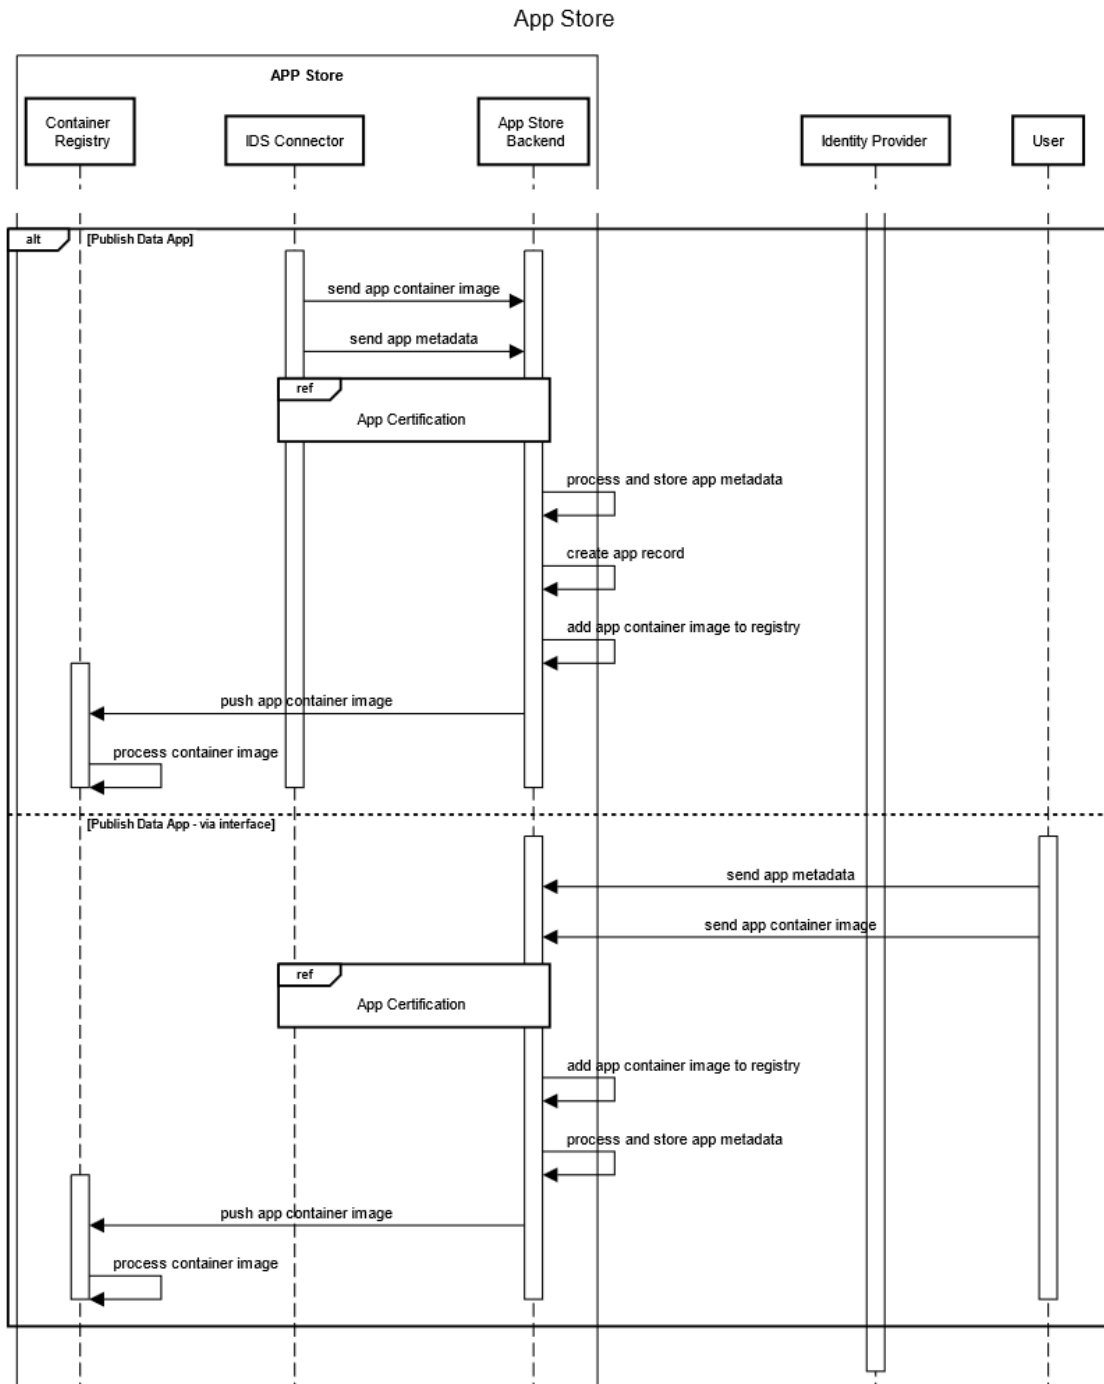 App Store
APP Store
Container
Registry
IDS Connector
App Store
Backend
Identity Provider
User
alt
[Publish Data App]
send app container image
send app metadata
ref
App Certification
process and store app metadata
create app record
add app container image to registry
push app container image
process container image
[Publish Data App - via interface]
send app metadata
send app container image
ref
App Certification
add app container image to registry
process and store app metadata
push app container image
process container image